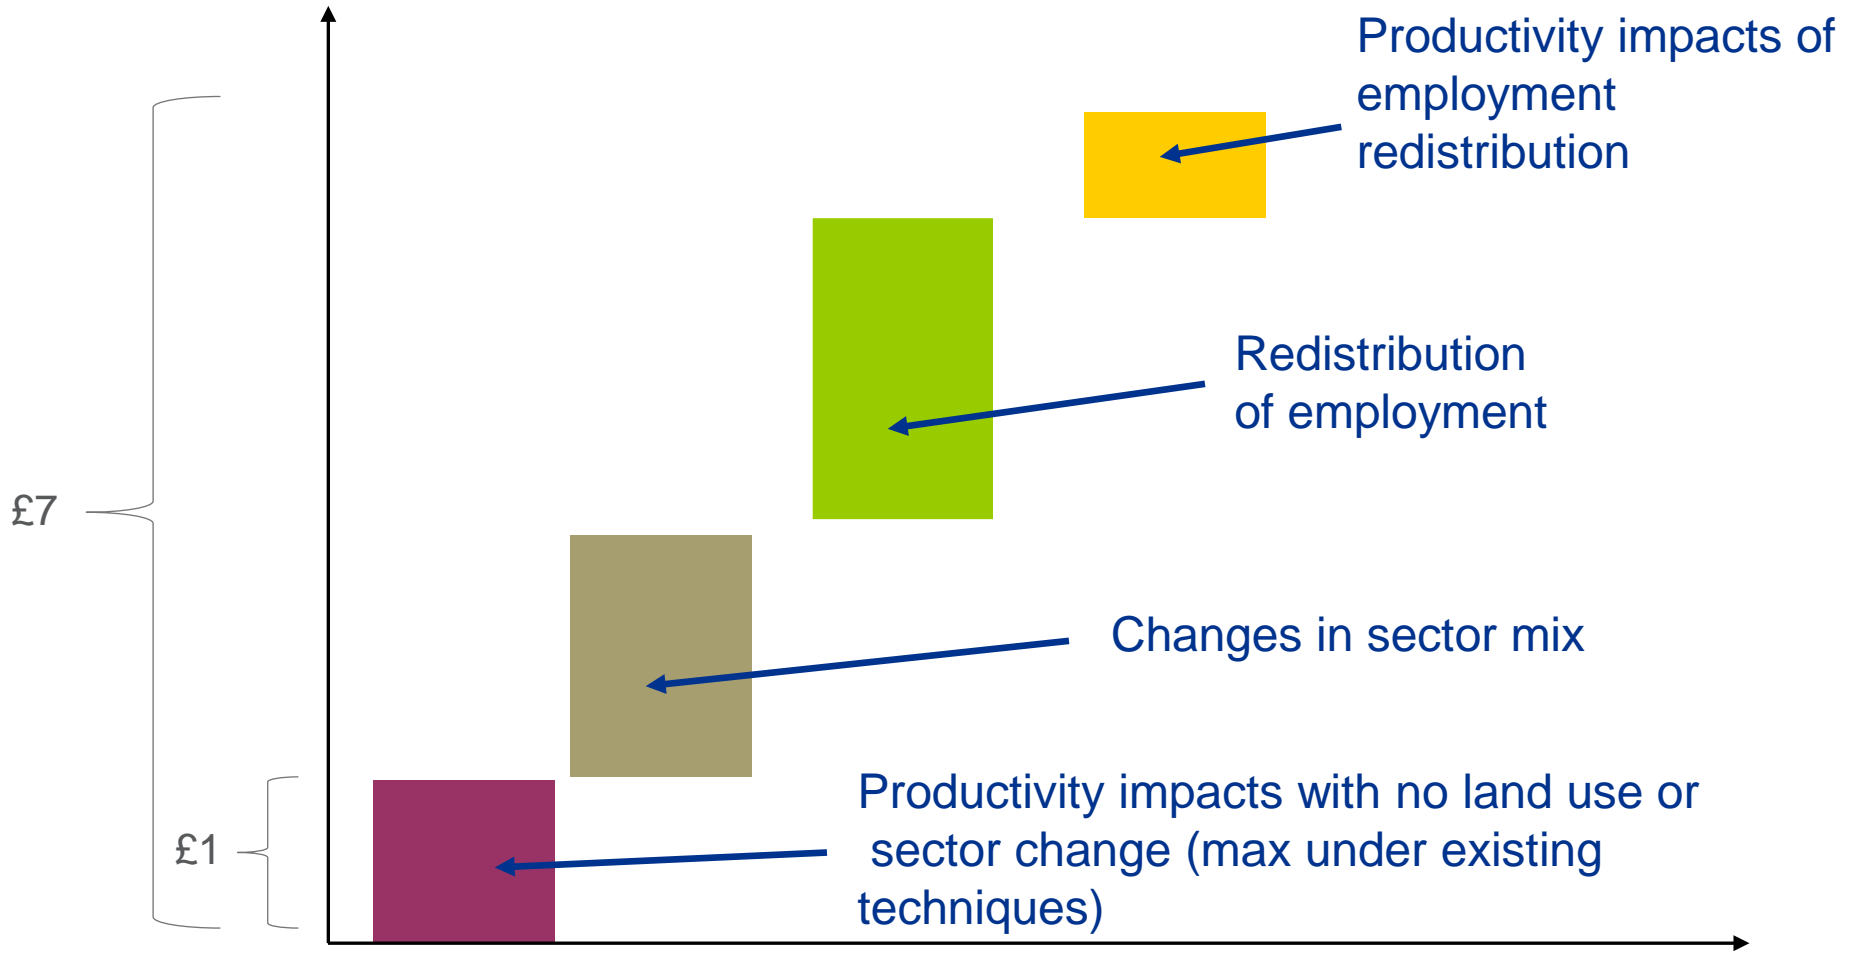 Productivity impacts of
employment
redistribution
Redistribution
of employment
£7
Changes in sector mix
Productivity impacts with no land use or
sector change (max under existing
techniques)
£1